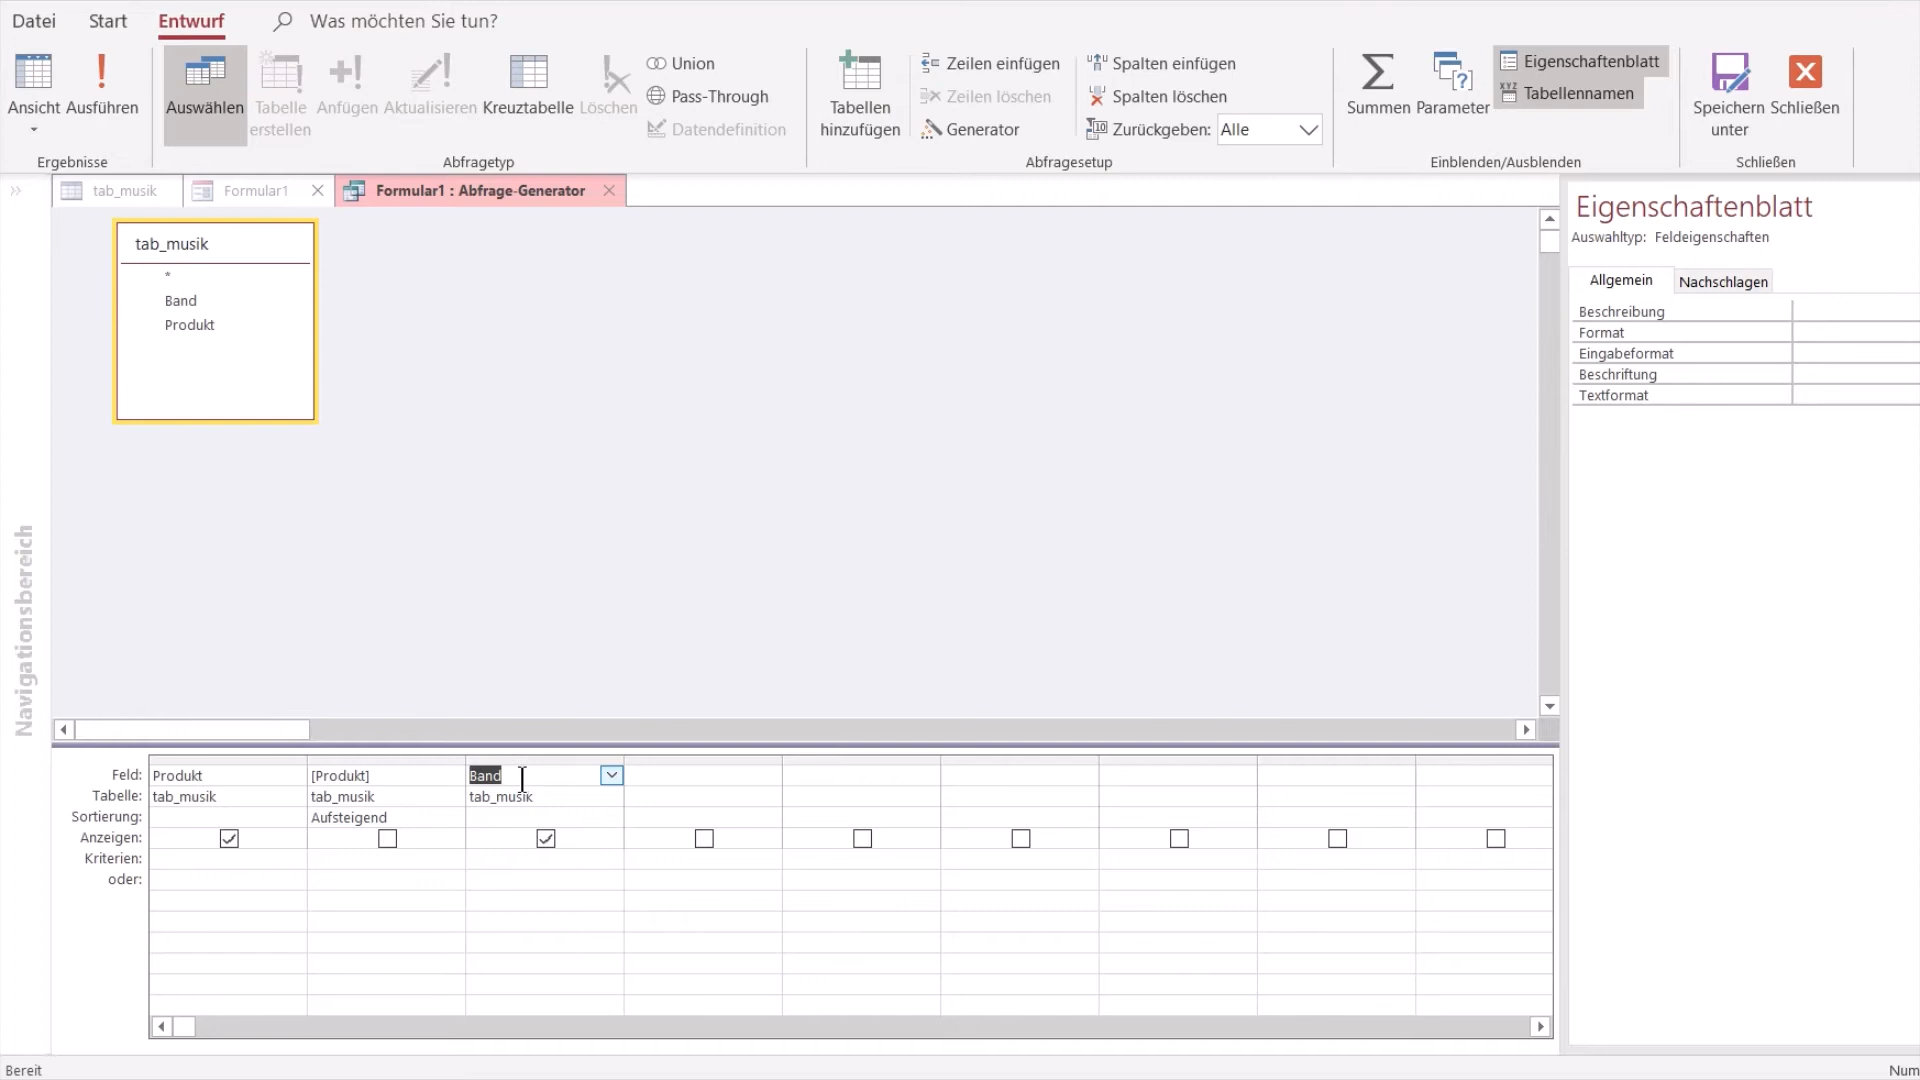 Datei Start Entwurf Was möchten Sie tun?
Ansicht Ausführen
Ergebnisse
Auswählen Tabelle erstellen Anfügen Aktualisieren Kreuztabelle Löschen
Union
Pass-Through
Datendefinition
Abfragetyp
Tabellen hinzufügen
Zeilen einfügen
Zeilen löschen
Generator
Spalten einfügen
Spalten löschen
Zurückgeben: Alle
Abfragesetup
Summen Parameter
Eigenschaftenblatt
Tabellennamen
Einblenden/Ausblenden
Speichern unter Schließen
Schließen
tab_musik Formular1 Formular1 : Abfrage-Generator
Navigationsbereich
tab_musik
*
Band
Produkt
Eigenschaftenblatt
Auswahltyp: Feldeigenschaften
Allgemein Nachschlagen
Beschreibung
Format
Eingabeformat
Beschriftung
Textformat
Feld: Produkt [Produkt] Band
Tabelle: tab_musik tab_musik tab_musik
Sortierung: Aufsteigend
Anzeigen:
Kriterien:
oder:
Bereit Num